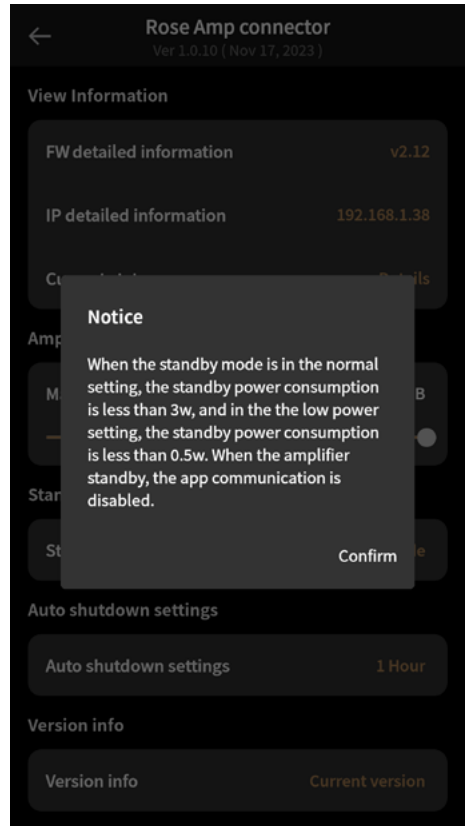 Rose Amp connector
Ver 1.0.10 ( Nov 17, 2023 )
View Information
FW detailed information v2.12
IP detailed information 192.168.1.38
Notice
When the standby mode is in the normal
setting, the standby power consumption
is less than 3w, and in the the low power
setting, the standby power consumption
is less than 0.5w. When the amplifier
standby, the app communication is
disabled.
Confirm
Auto shutdown settings
Auto shutdown settings 1 Hour
Version info
Version info Current version